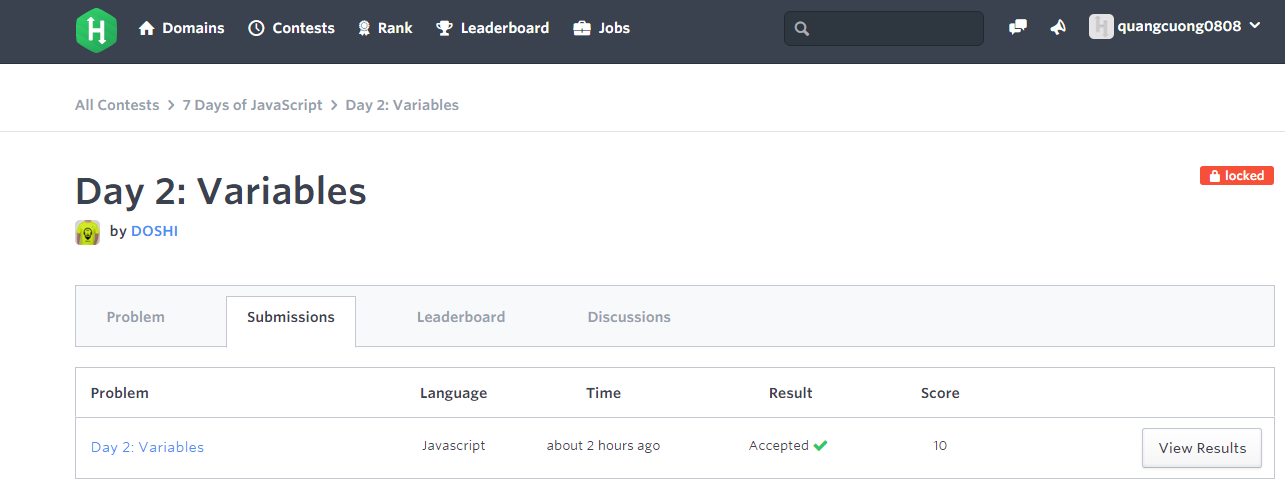 Domains Contests Rank Leaderboard Jobs quangcuong0808
All Contests > 7 Days of JavaScript > Day 2: Variables
Day 2: Variables
locked
by DOSHI
Problem Submissions Leaderboard Discussions
Problem Language Time Result Score
Day 2: Variables Javascript about 2 hours ago Accepted 10 View Results